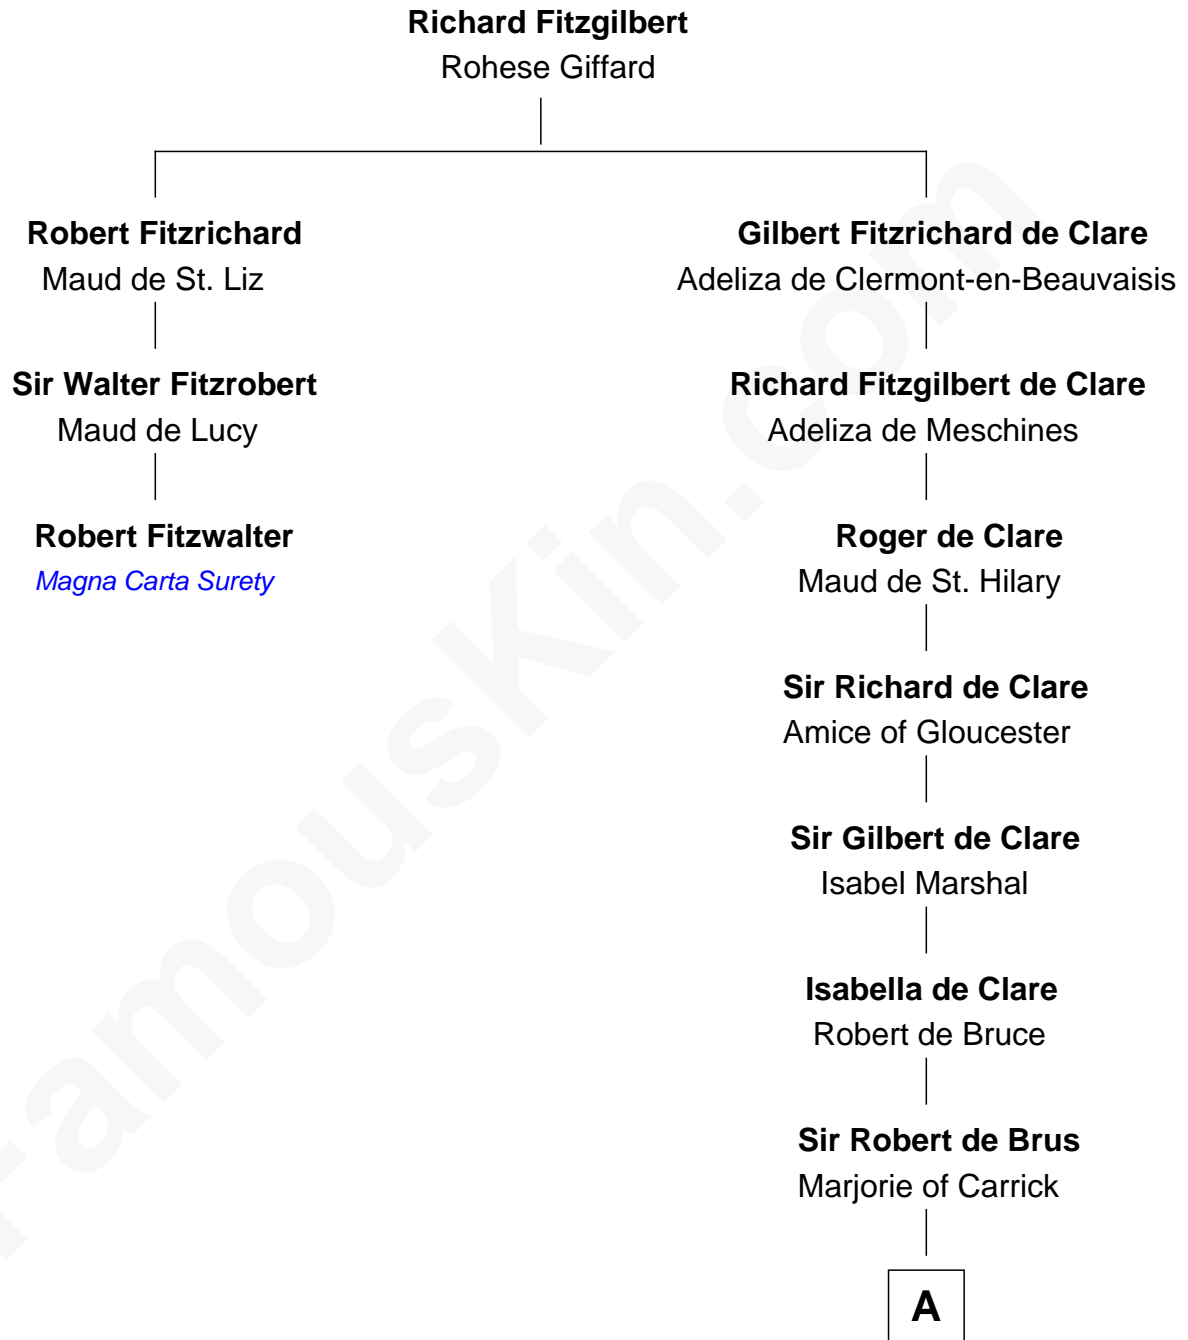 Richard Fitzgilbert
Rohese Giffard
Robert Fitzrichard
Maud de St. Liz
Gilbert Fitzrichard de Clare
Adeliza de Clermont-en-Beauvaisis
Sir Walter Fitzrobert
Maud de Lucy
Richard Fitzgilbert de Clare
Adeliza de Meschines
Robert Fitzwalter
Magna Carta Surety
Roger de Clare
Maud de St. Hilary
Sir Richard de Clare
Amice of Gloucester
Sir Gilbert de Clare
Isabel Marshal
Isabella de Clare
Robert de Bruce
Sir Robert de Brus
Marjorie of Carrick
A
FamousKin.com